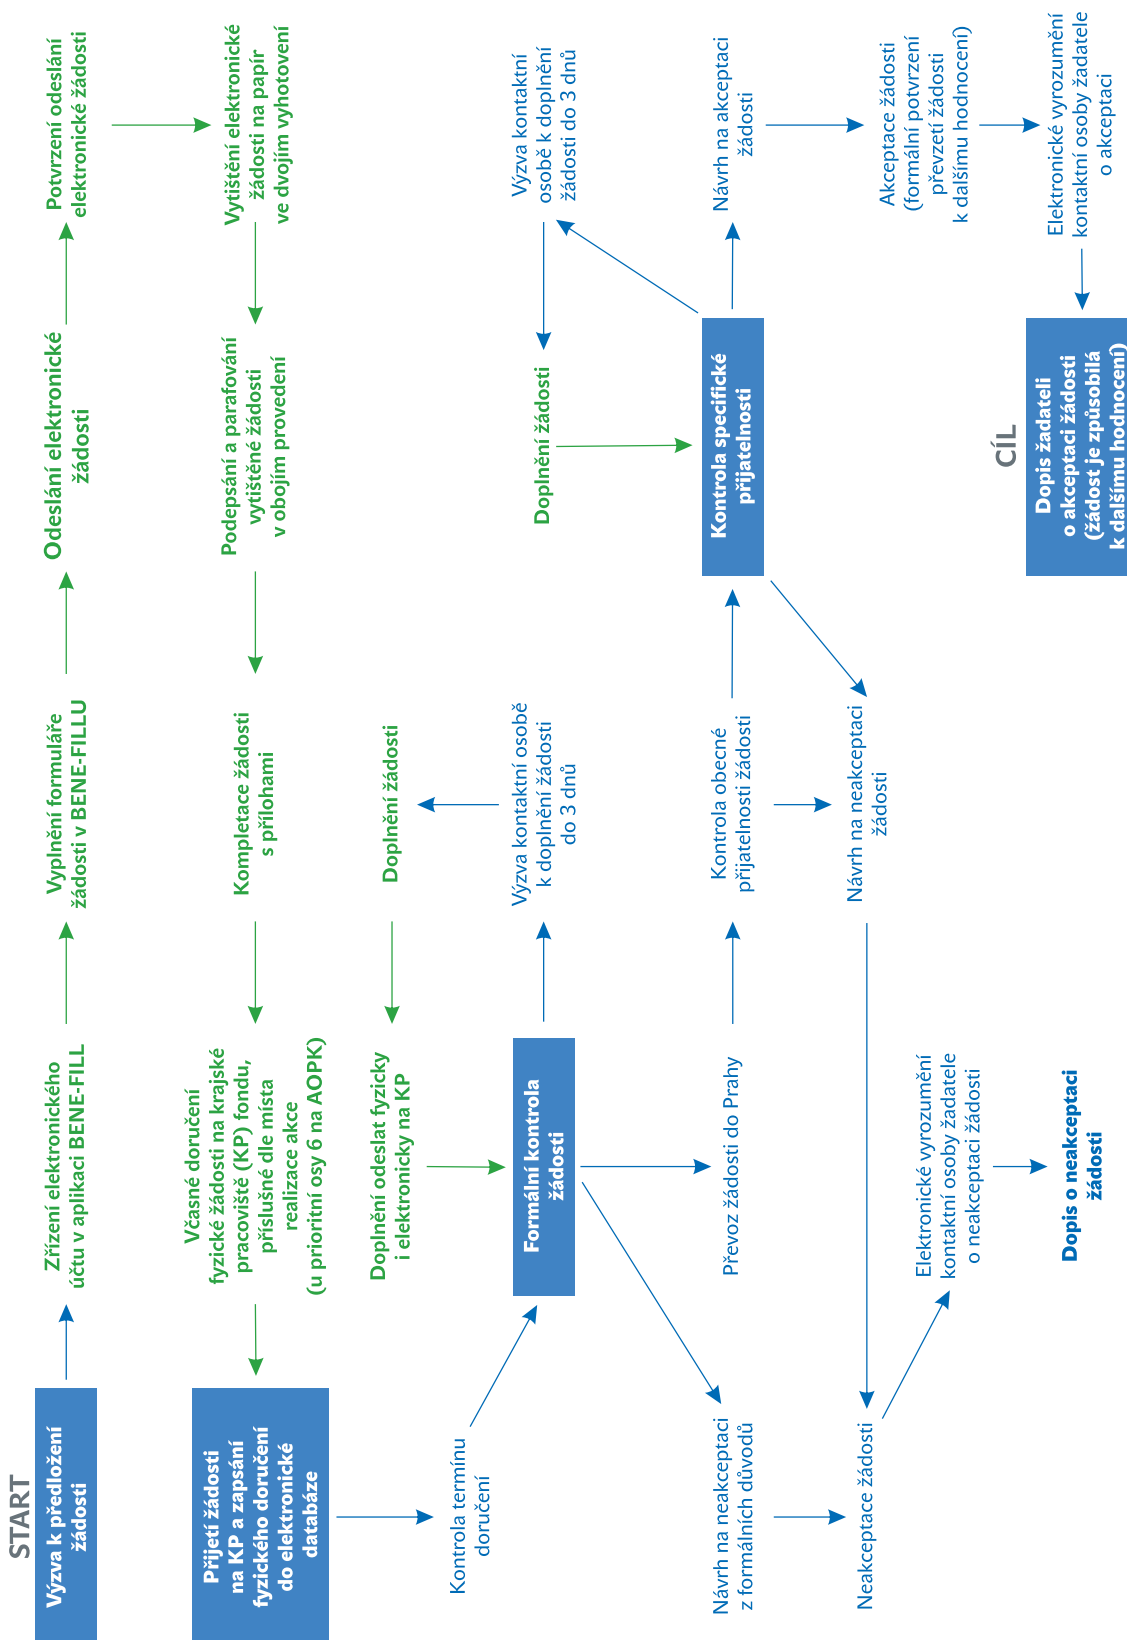 START
Výzva k předložení
žádosti
Zřízení elektronického
účtu v aplikaci BENE-FILL
Vyplnění formuláře
žádosti v BENE-FILLU
Odeslání elektronické
žádosti
Potvrzení odeslání
elektronické žádosti
Vytištění elektronické
žádosti na papír
ve dvojím vyhotovení
Podepsání a parafování
vytištěné žádosti
v obojím provedení
Kompletace žádosti
s přílohami
Včasné doručení
fyzické žádosti na krajské
pracoviště (KP) fondu,
příslušné dle místa
realizace akce
(u prioritní osy 6 na AOPK)
Přijetí žádosti
na KP a zapsání
fyzického doručení
do elektronické
databáze
Kontrola termínu
doručení
Formální kontrola
žádosti
Výzva kontaktní osobě
k doplnění žádosti
do 3 dnů
Doplnění žádosti
Doplnění odeslat fyzicky
i elektronicky na KP
Návrh na neakceptaci
z formálních důvodů
Převoz žádosti do Prahy
Kontrola obecné
přijatelnosti žádosti
Kontrola specifické
přijatelnosti
Výzva kontaktní
osobě k doplnění
žádosti do 3 dnů
Doplnění žádosti
Návrh na akceptaci
žádosti
Návrh na neakceptaci
žádosti
Neakceptace žádosti
Elektronické vyrozumění
kontaktní osoby žadatele
o neakceptaci žádosti
Dopis o neakceptaci
žádosti
Akceptace žádosti
(formální potvrzení
převzetí žádosti
k dalšímu hodnocení)
Elektronické vyrozumění
kontaktní osoby žadatele
o akceptaci
CÍL
Dopis žadateli
o akceptaci žádosti
(žádost je způsobilá
k dalšímu hodnocení)